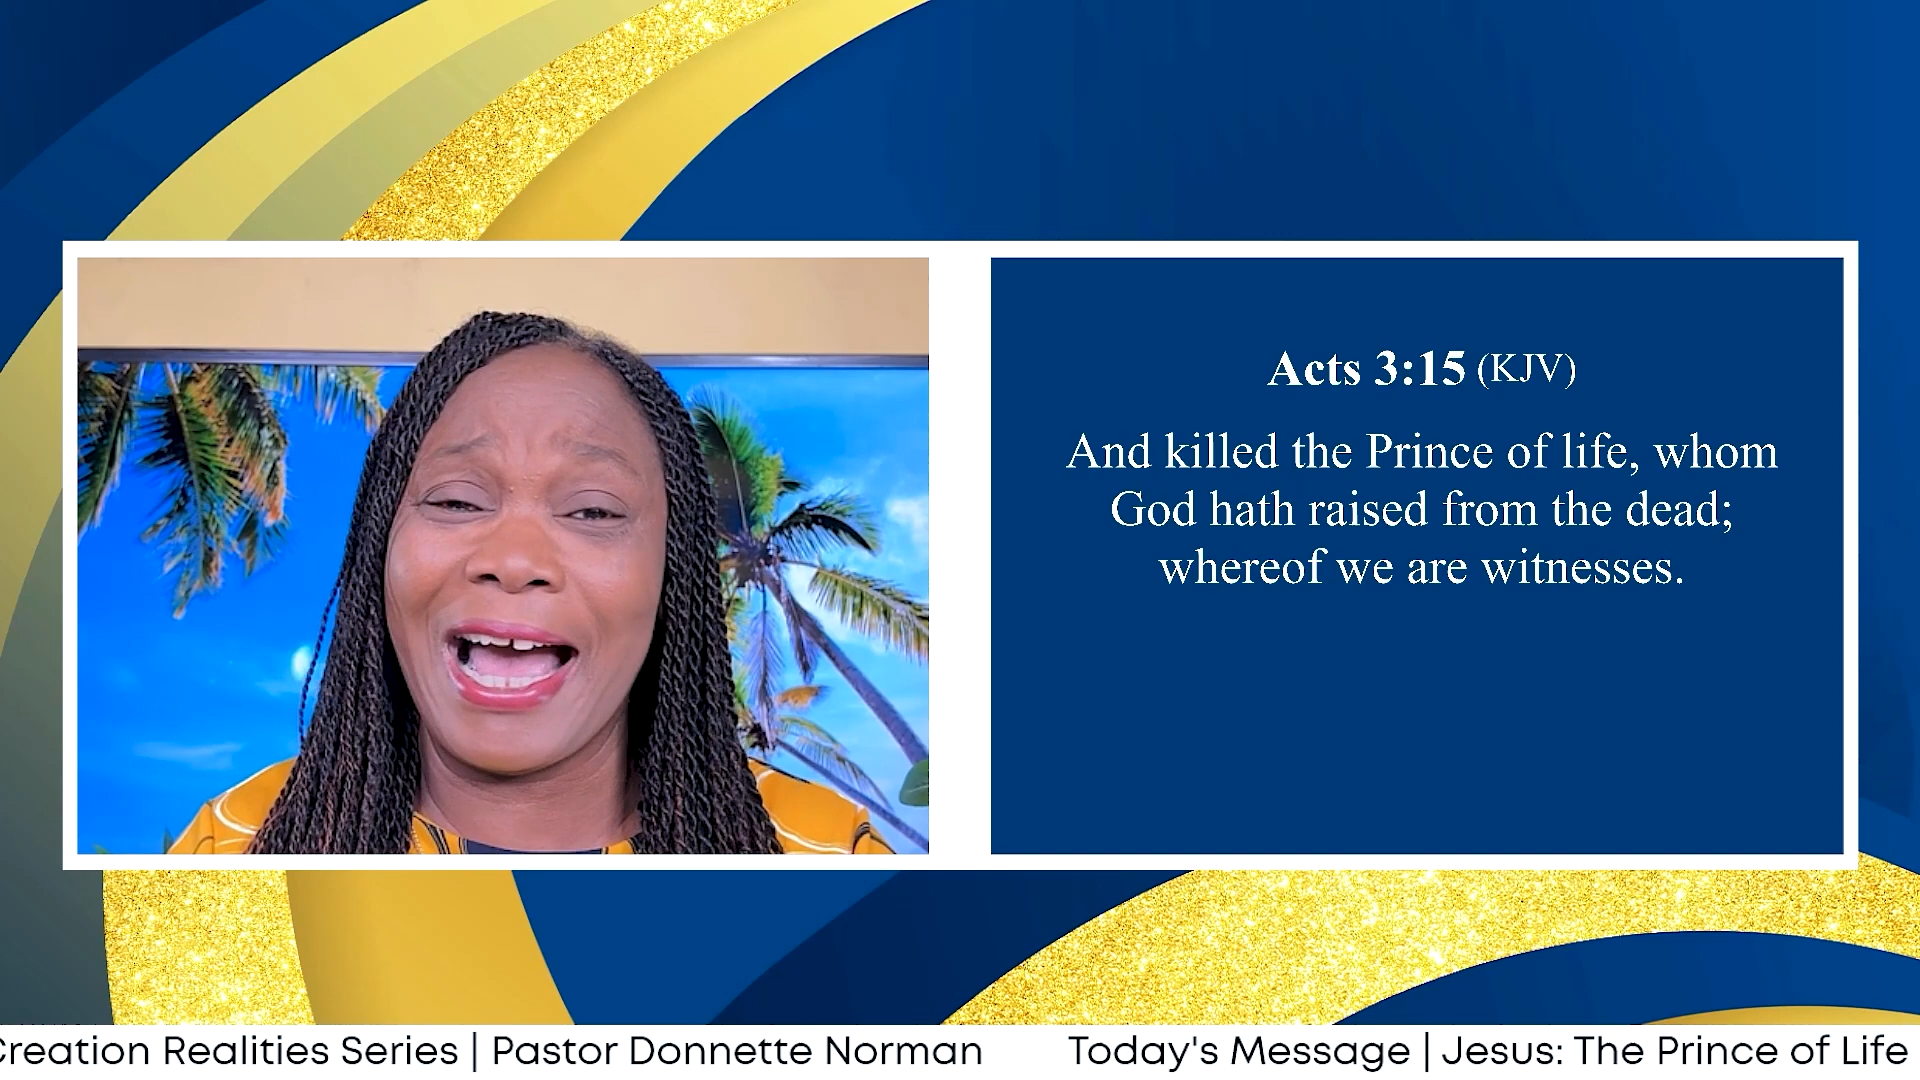 Acts 3:15 (KJV)
And killed the Prince of life, whom
God hath raised from the dead;
whereof we are witnesses.
Creation Realities Series | Pastor Donnette Norman Today's Message | Jesus: The Prince of Life